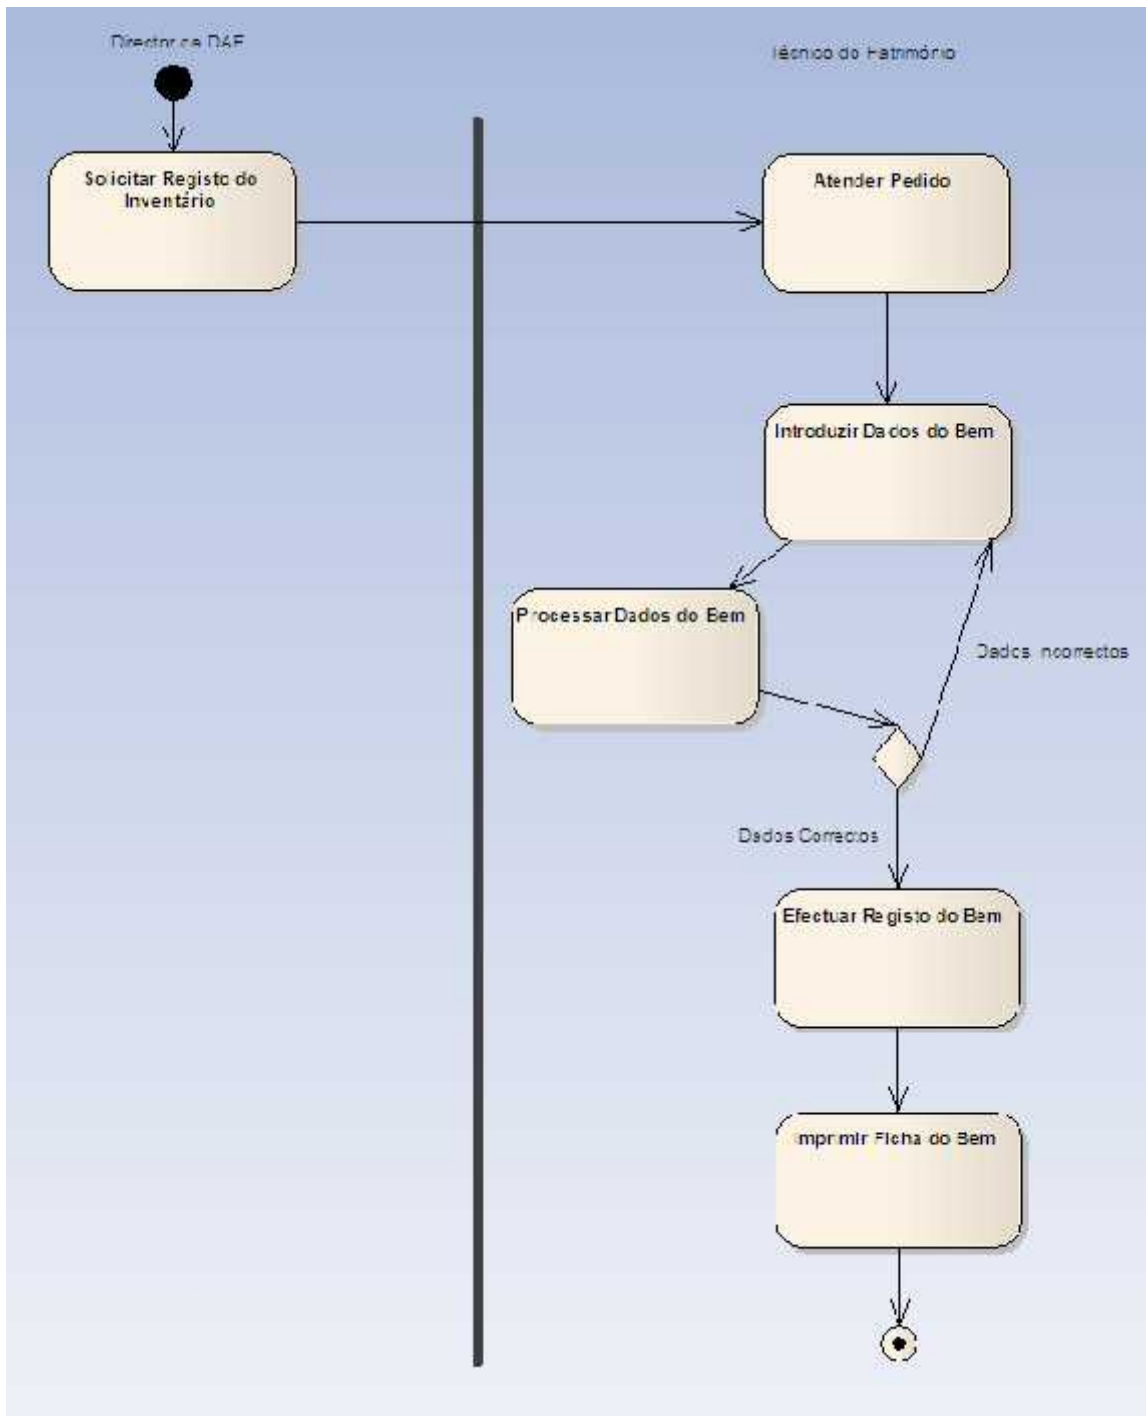 Director da DAF
Técnico do Património
Solicitar Registo do
Inventário
Atender Pedido
Introduzir Dados do Bem
Processar Dados do Bem
Dados Incorrectos
Dados Correctos
Efectuar Registo do Bem
Imprimir Ficha do Bem